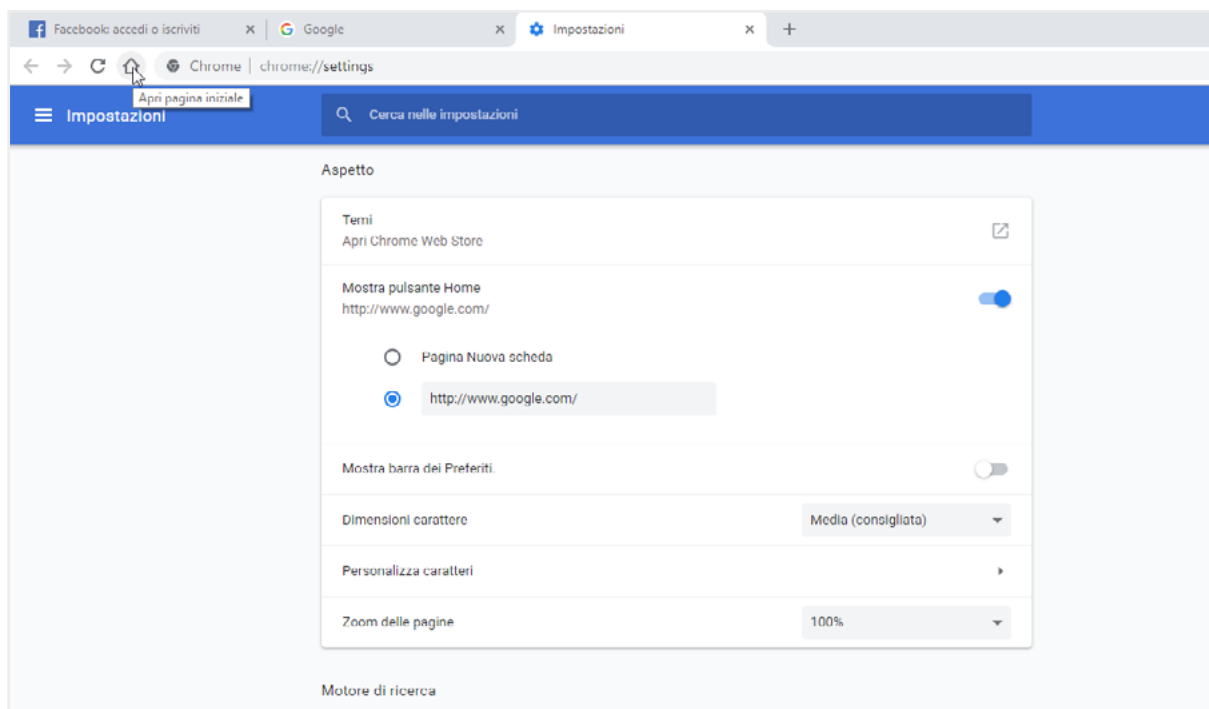 Facebook: accedi o iscriviti
Google
Impostazioni
Chrome | chrome://settings
Apri pagina iniziale
Impostazioni
Cerca nelle impostazioni
Aspetto
Temi
Apri Chrome Web Store
Mostra pulsante Home
http://www.google.com/
Pagina Nuova scheda
http://www.google.com/
Mostra barra dei Preferiti.
Dimensioni carattere
Media (consigliata)
Personalizza caratteri
Zoom delle pagine
100%
Motore di ricerca